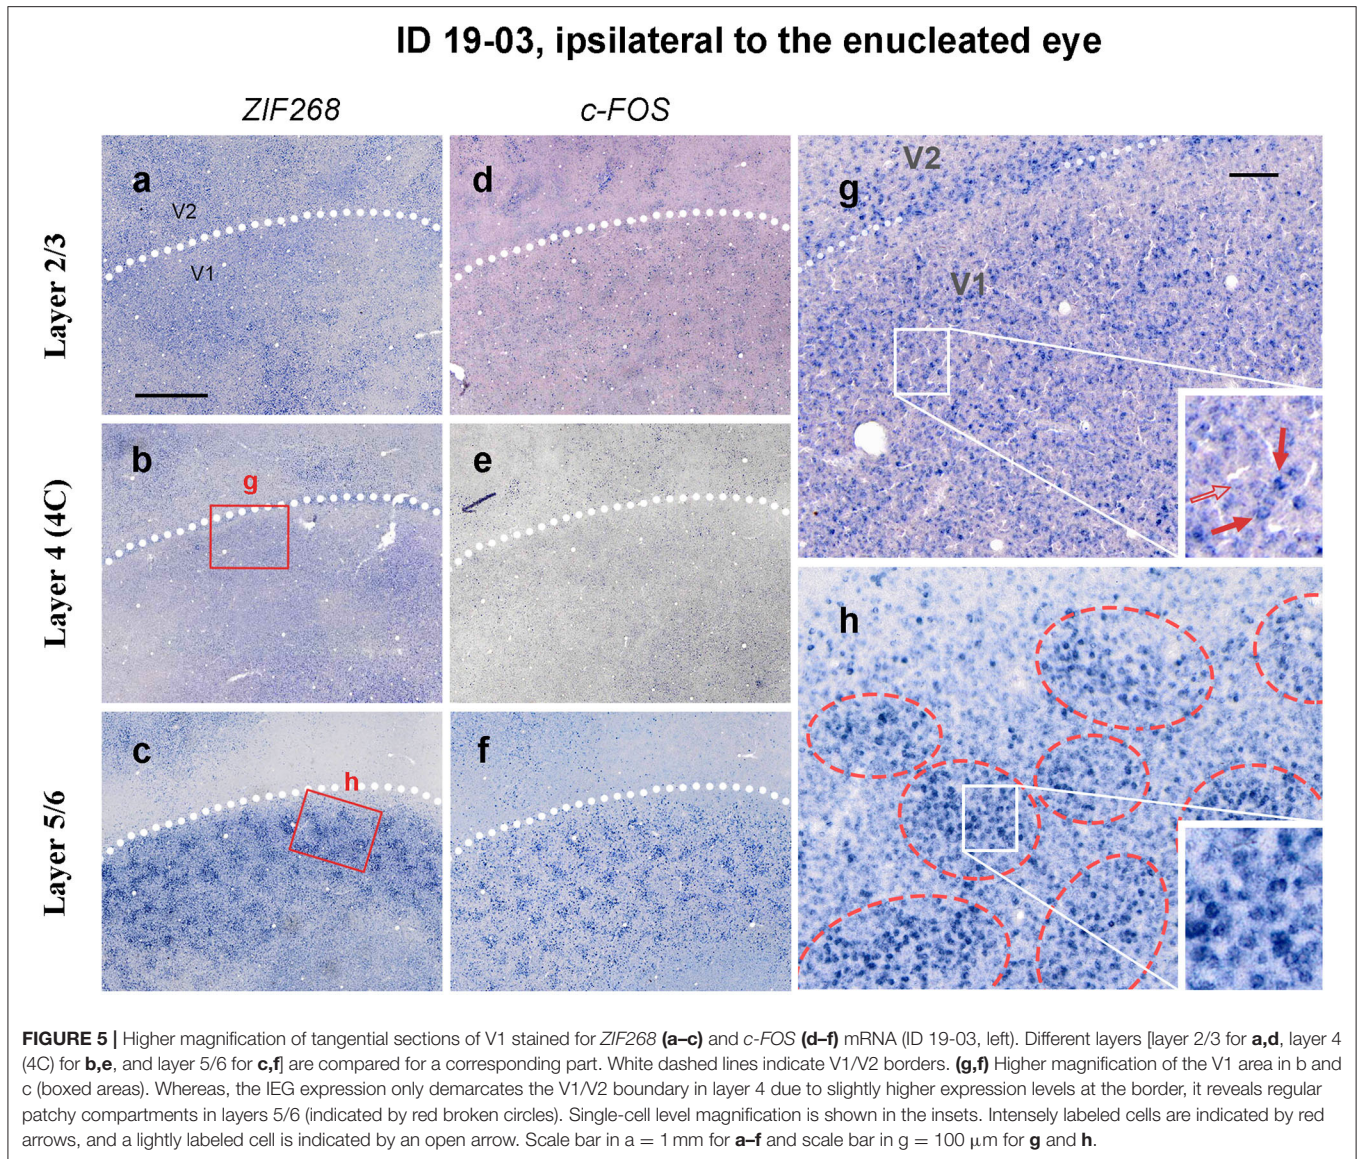 ID 19-03, ipsilateral to the enucleated eye
ZIF268
c-FOS
Layer 2/3
Layer 4 (4C)
Layer 5/6
a
V2
V1
d
g
V2
V1
b
g
e
c
h
f
h
FIGURE 5 | Higher magnification of tangential sections of V1 stained for ZIF268 (a–c) and c-FOS (d–f) mRNA (ID 19-03, left). Different layers [layer 2/3 for a,d, layer 4
(4C) for b,e, and layer 5/6 for c,f] are compared for a corresponding part. White dashed lines indicate V1/V2 borders. (g,f) Higher magnification of the V1 area in b and
c (boxed areas). Whereas, the IEG expression only demarcates the V1/V2 boundary in layer 4 due to slightly higher expression levels at the border, it reveals regular
patchy compartments in layers 5/6 (indicated by red broken circles). Single-cell level magnification is shown in the insets. Intensely labeled cells are indicated by red
arrows, and a lightly labeled cell is indicated by an open arrow. Scale bar in a = 1 mm for a–f and scale bar in g = 100 μm for g and h.